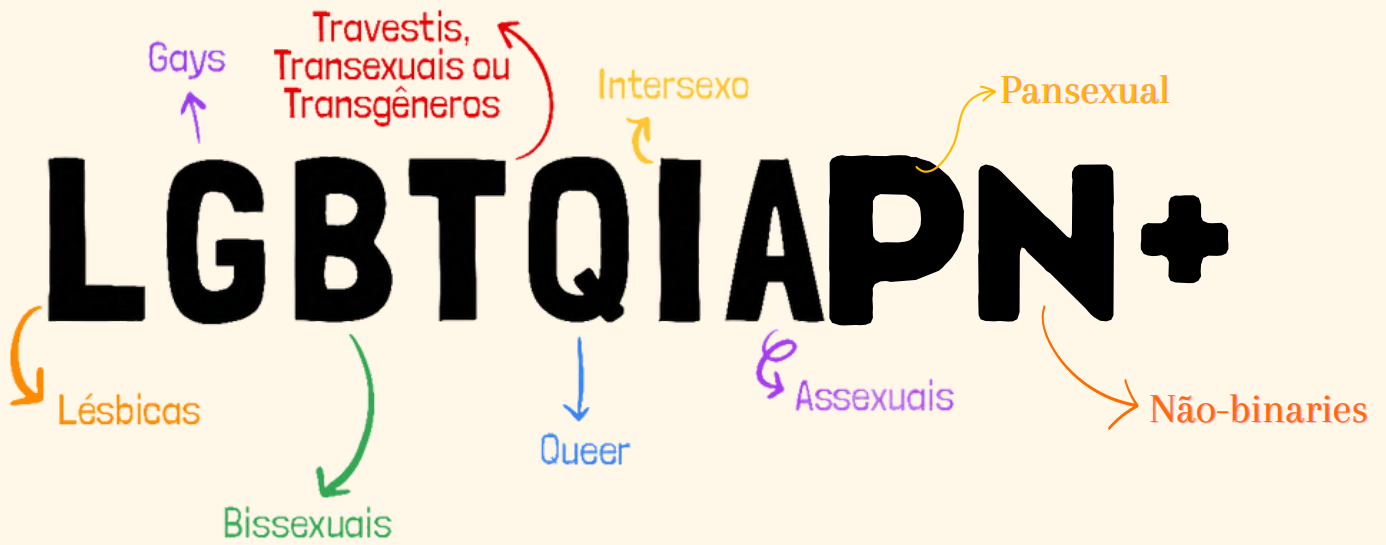 Travestis,
Gays
Transexuais ou
Transgêneros
Intersexo
Pansexual
LGBTQIAPN+
Lésbicas
Assexuais
Não-binaries
Queer
Bissexuais